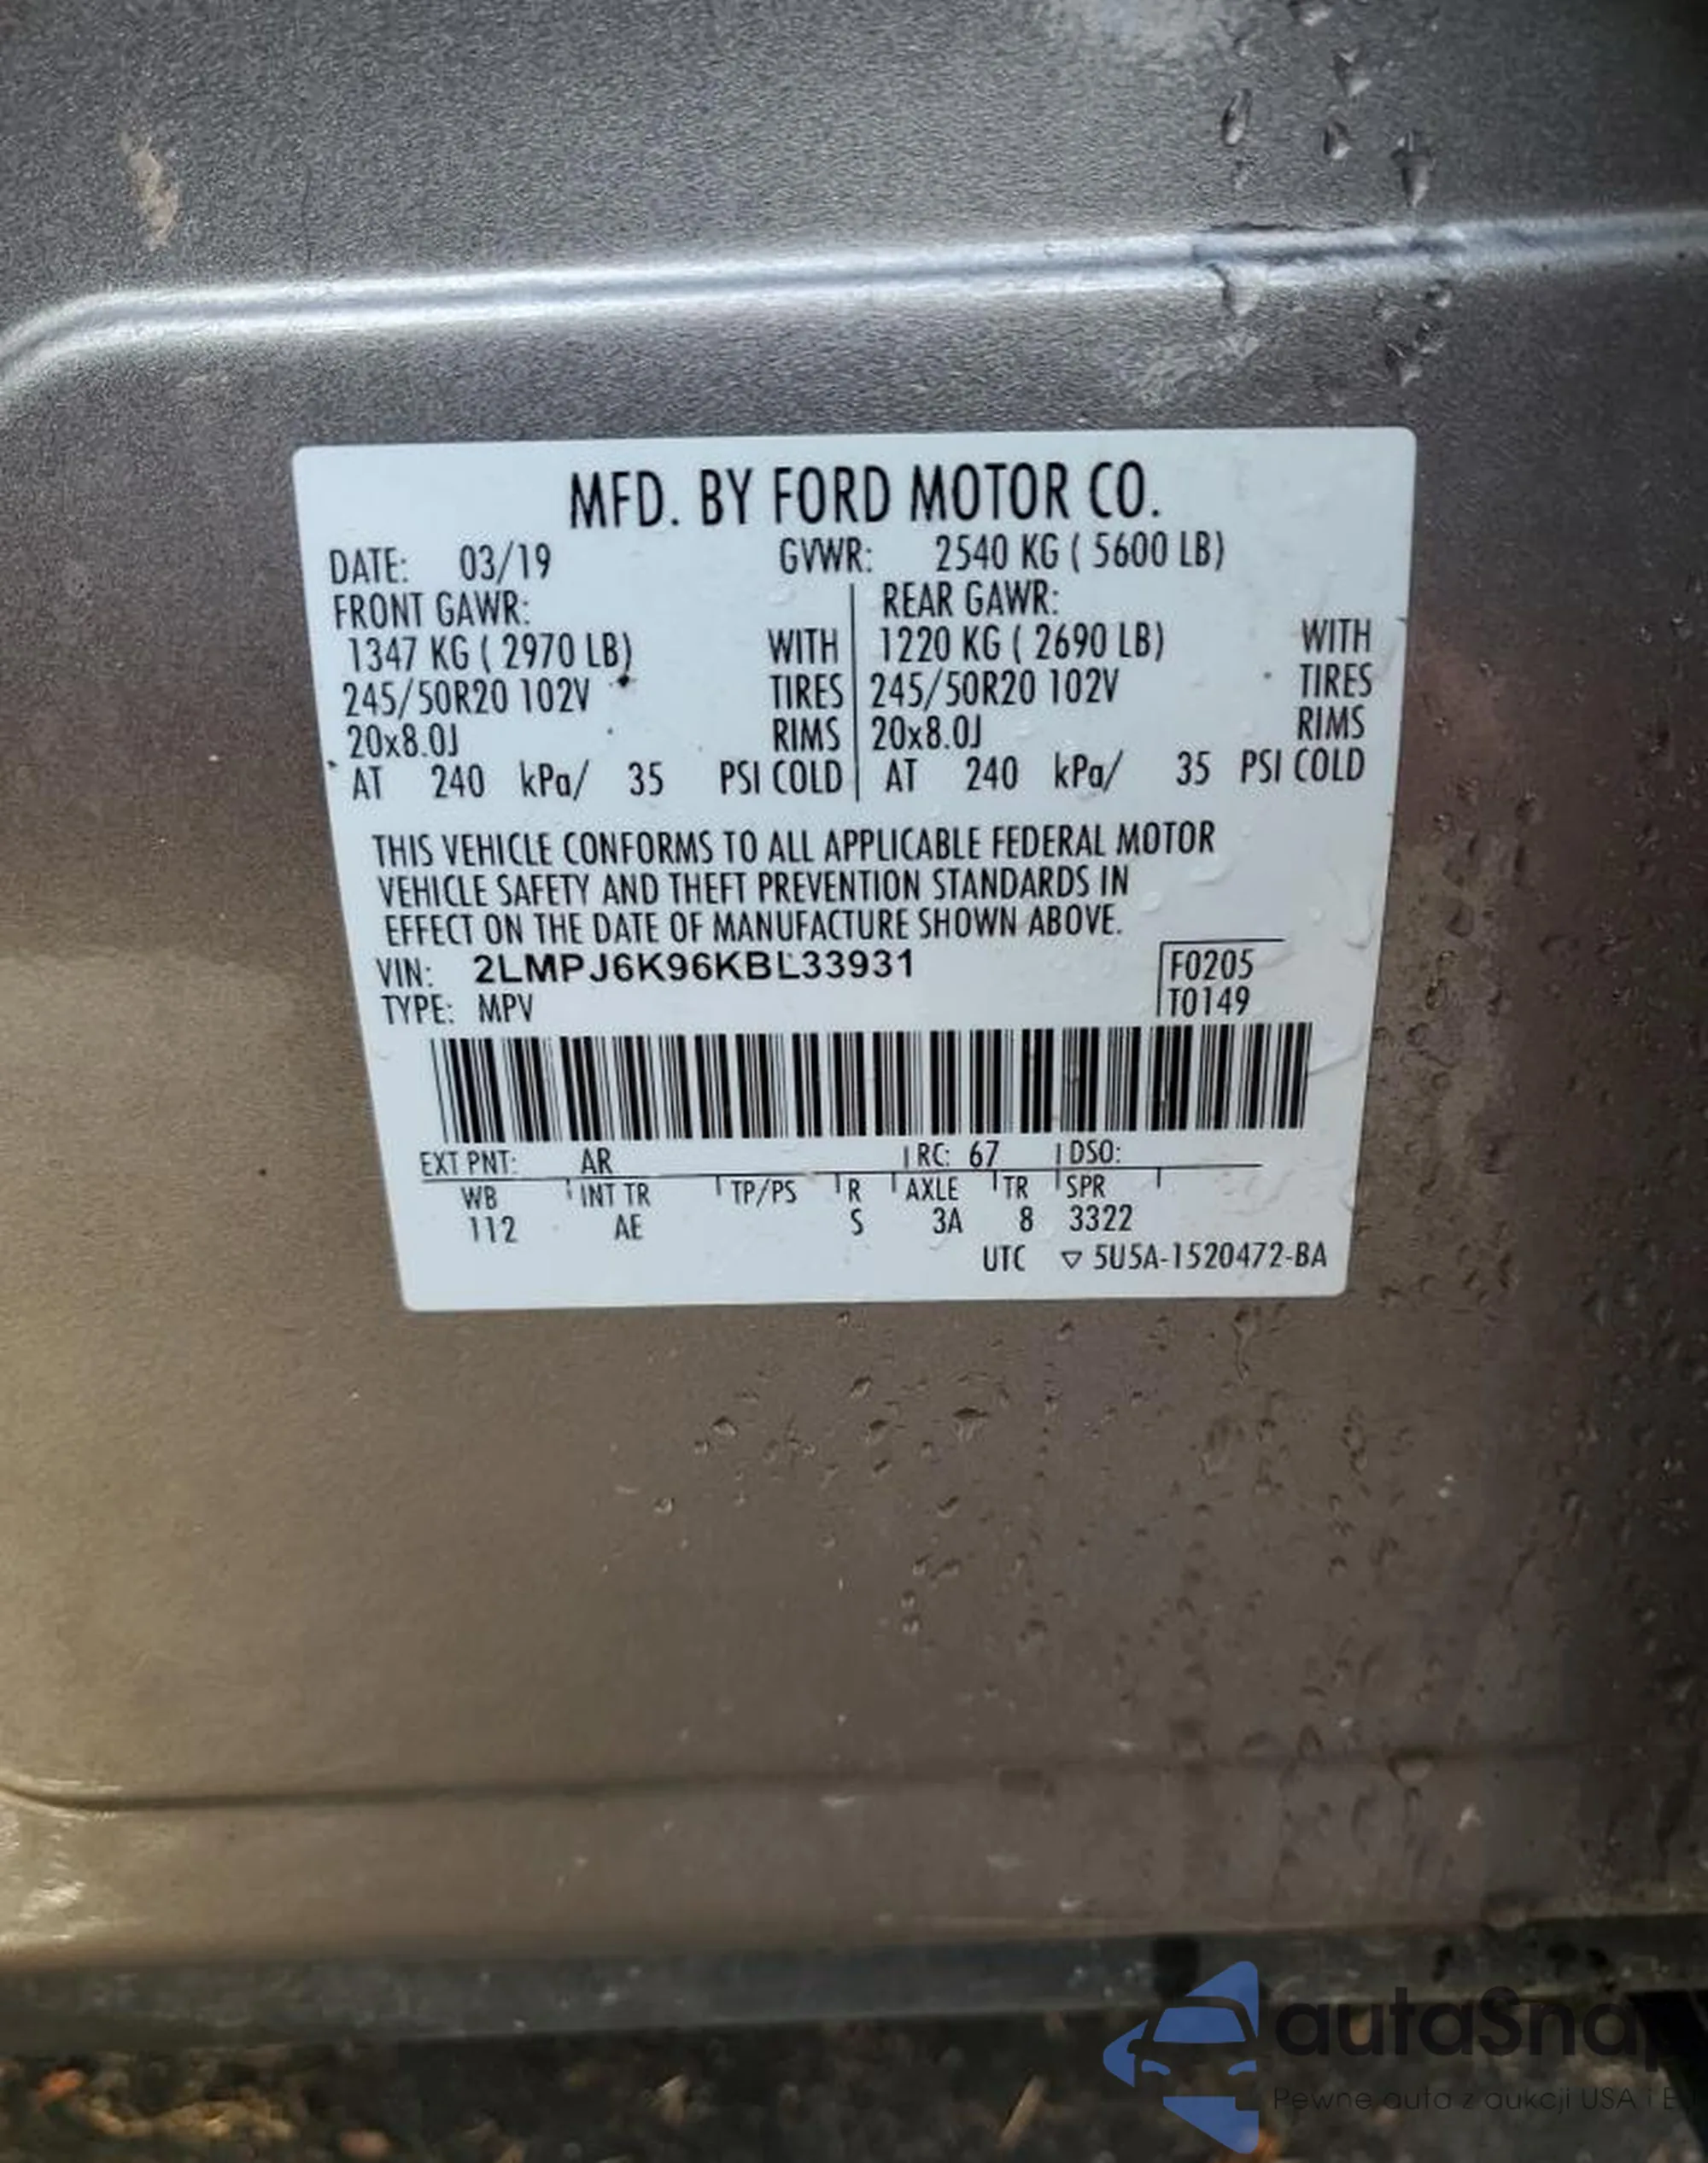 MFD. BY FORD MOTOR CO.
DATE: 03/19 GVWR: 2540 KG ( 5600 LB)
FRONT GAWR: REAR GAWR:
1347 KG ( 2970 LB) WITH 1220 KG ( 2690 LB) WITH
245/50R20 102V TIRES 245/50R20 102V TIRES
20x8.0J RIMS 20x8.0J RIMS
AT 240 kPa/ 35 PSI COLD AT 240 kPa/ 35 PSI COLD
THIS VEHICLE CONFORMS TO ALL APPLICABLE FEDERAL MOTOR
VEHICLE SAFETY AND THEFT PREVENTION STANDARDS IN
EFFECT ON THE DATE OF MANUFACTURE SHOWN ABOVE.
VIN: 2LMPJ6K96KBL33931 F0205
TYPE: MPV T0149
EXT PNT: AR RC: 67 DSO:
WB INT TR TP/PS R AXLE TR SPR
112 AE S 3A 8 3322
UTC ▽ 5U5A-1520472-BA
autaSna
Pewne auta z aukcji USA i E